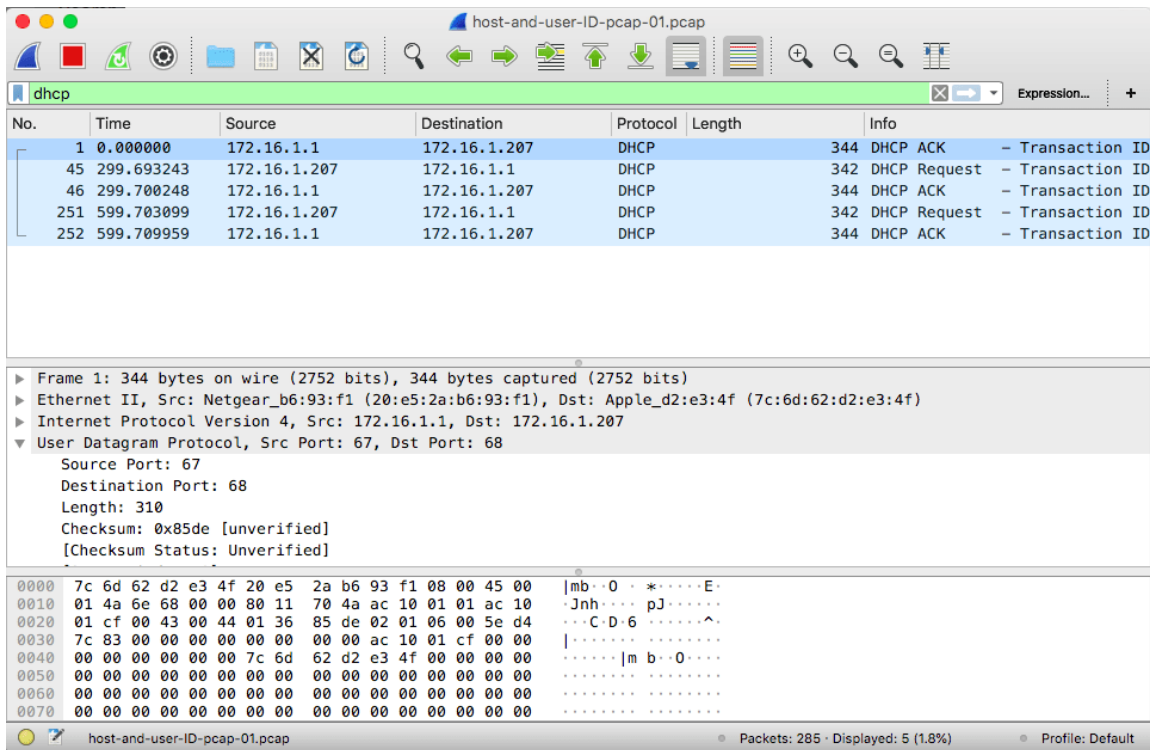 host-and-user-ID-pcap-01.pcap
dhcp
Expression...
+
No. Time Source Destination Protocol Length Info
1 0.000000 172.16.1.1 172.16.1.207 DHCP 344 DHCP ACK – Transaction ID
45 299.693243 172.16.1.207 172.16.1.1 DHCP 342 DHCP Request – Transaction ID
46 299.700248 172.16.1.1 172.16.1.207 DHCP 344 DHCP ACK – Transaction ID
251 599.703099 172.16.1.207 172.16.1.1 DHCP 342 DHCP Request – Transaction ID
252 599.709959 172.16.1.1 172.16.1.207 DHCP 344 DHCP ACK – Transaction ID
Frame 1: 344 bytes on wire (2752 bits), 344 bytes captured (2752 bits)
Ethernet II, Src: Netgear_b6:93:f1 (20:e5:2a:b6:93:f1), Dst: Apple_d2:e3:4f (7c:6d:62:d2:e3:4f)
Internet Protocol Version 4, Src: 172.16.1.1, Dst: 172.16.1.207
User Datagram Protocol, Src Port: 67, Dst Port: 68
Source Port: 67
Destination Port: 68
Length: 310
Checksum: 0x85de [unverified]
[Checksum Status: Unverified]
0000 7c 6d 62 d2 e3 4f 20 e5 2a b6 93 f1 08 00 45 00 |mb··O · *·····E·
0010 01 4a 6e 68 00 00 80 11 70 4a ac 10 01 01 ac 10 ·Jnh···· pJ······
0020 01 cf 00 43 00 44 01 36 85 de 02 01 06 00 5e d4 ···C·D·6 ······^·
0030 7c 83 00 00 00 00 00 00 00 00 ac 10 01 cf 00 00 |······· ········
0040 00 00 00 00 00 00 7c 6d 62 d2 e3 4f 00 00 00 00 ······|m b··O····
0050 00 00 00 00 00 00 00 00 00 00 00 00 00 00 00 00 ········ ········
0060 00 00 00 00 00 00 00 00 00 00 00 00 00 00 00 00 ········ ········
0070 00 00 00 00 00 00 00 00 00 00 00 00 00 00 00 00 ········ ········
host-and-user-ID-pcap-01.pcap Packets: 285 · Displayed: 5 (1.8%) Profile: Default